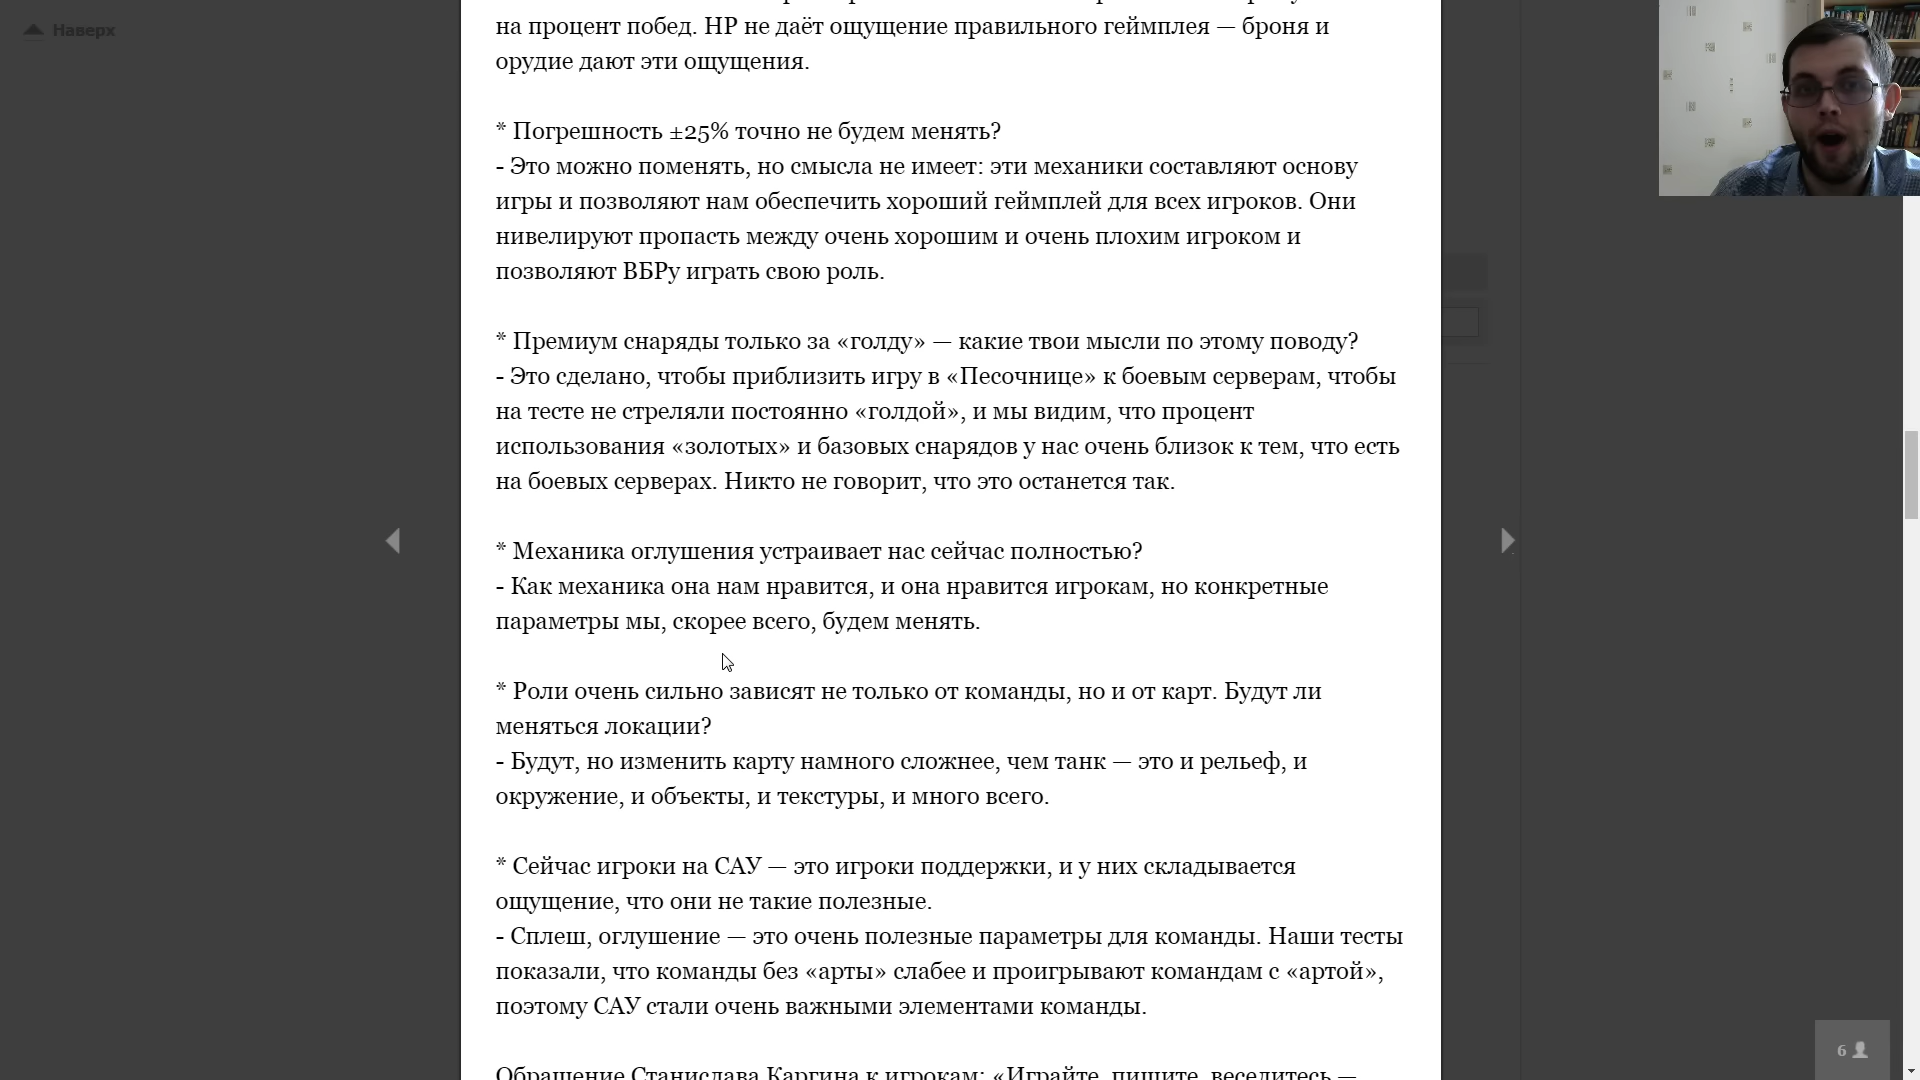 Наверх
на процент побед. HP не даёт ощущение правильного геймплея — броня и
орудие дают эти ощущения.
* Погрешность ±25% точно не будем менять?
- Это можно поменять, но смысла не имеет: эти механики составляют основу
игры и позволяют нам обеспечить хороший геймплей для всех игроков. Они
нивелируют пропасть между очень хорошим и очень плохим игроком и
позволяют ВБРу играть свою роль.
* Премиум снаряды только за «голду» — какие твои мысли по этому поводу?
- Это сделано, чтобы приблизить игру в «Песочнице» к боевым серверам, чтобы
на тесте не стреляли постоянно «голдой», и мы видим, что процент
использования «золотых» и базовых снарядов у нас очень близок к тем, что есть
на боевых серверах. Никто не говорит, что это останется так.
* Механика оглушения устраивает нас сейчас полностью?
- Как механика она нам нравится, и она нравится игрокам, но конкретные
параметры мы, скорее всего, будем менять.
* Роли очень сильно зависят не только от команды, но и от карт. Будут ли
меняться локации?
- Будут, но изменить карту намного сложнее, чем танк — это и рельеф, и
окружение, и объекты, и текстуры, и много всего.
* Сейчас игроки на САУ — это игроки поддержки, и у них складывается
ощущение, что они не такие полезные.
- Сплеш, оглушение — это очень полезные параметры для команды. Наши тесты
показали, что команды без «арты» слабее и проигрывают командам с «артой»,
поэтому САУ стали очень важными элементами команды.
Обращение Станислава Каргина к игрокам: «Играйте, пишите, веселитесь —
6